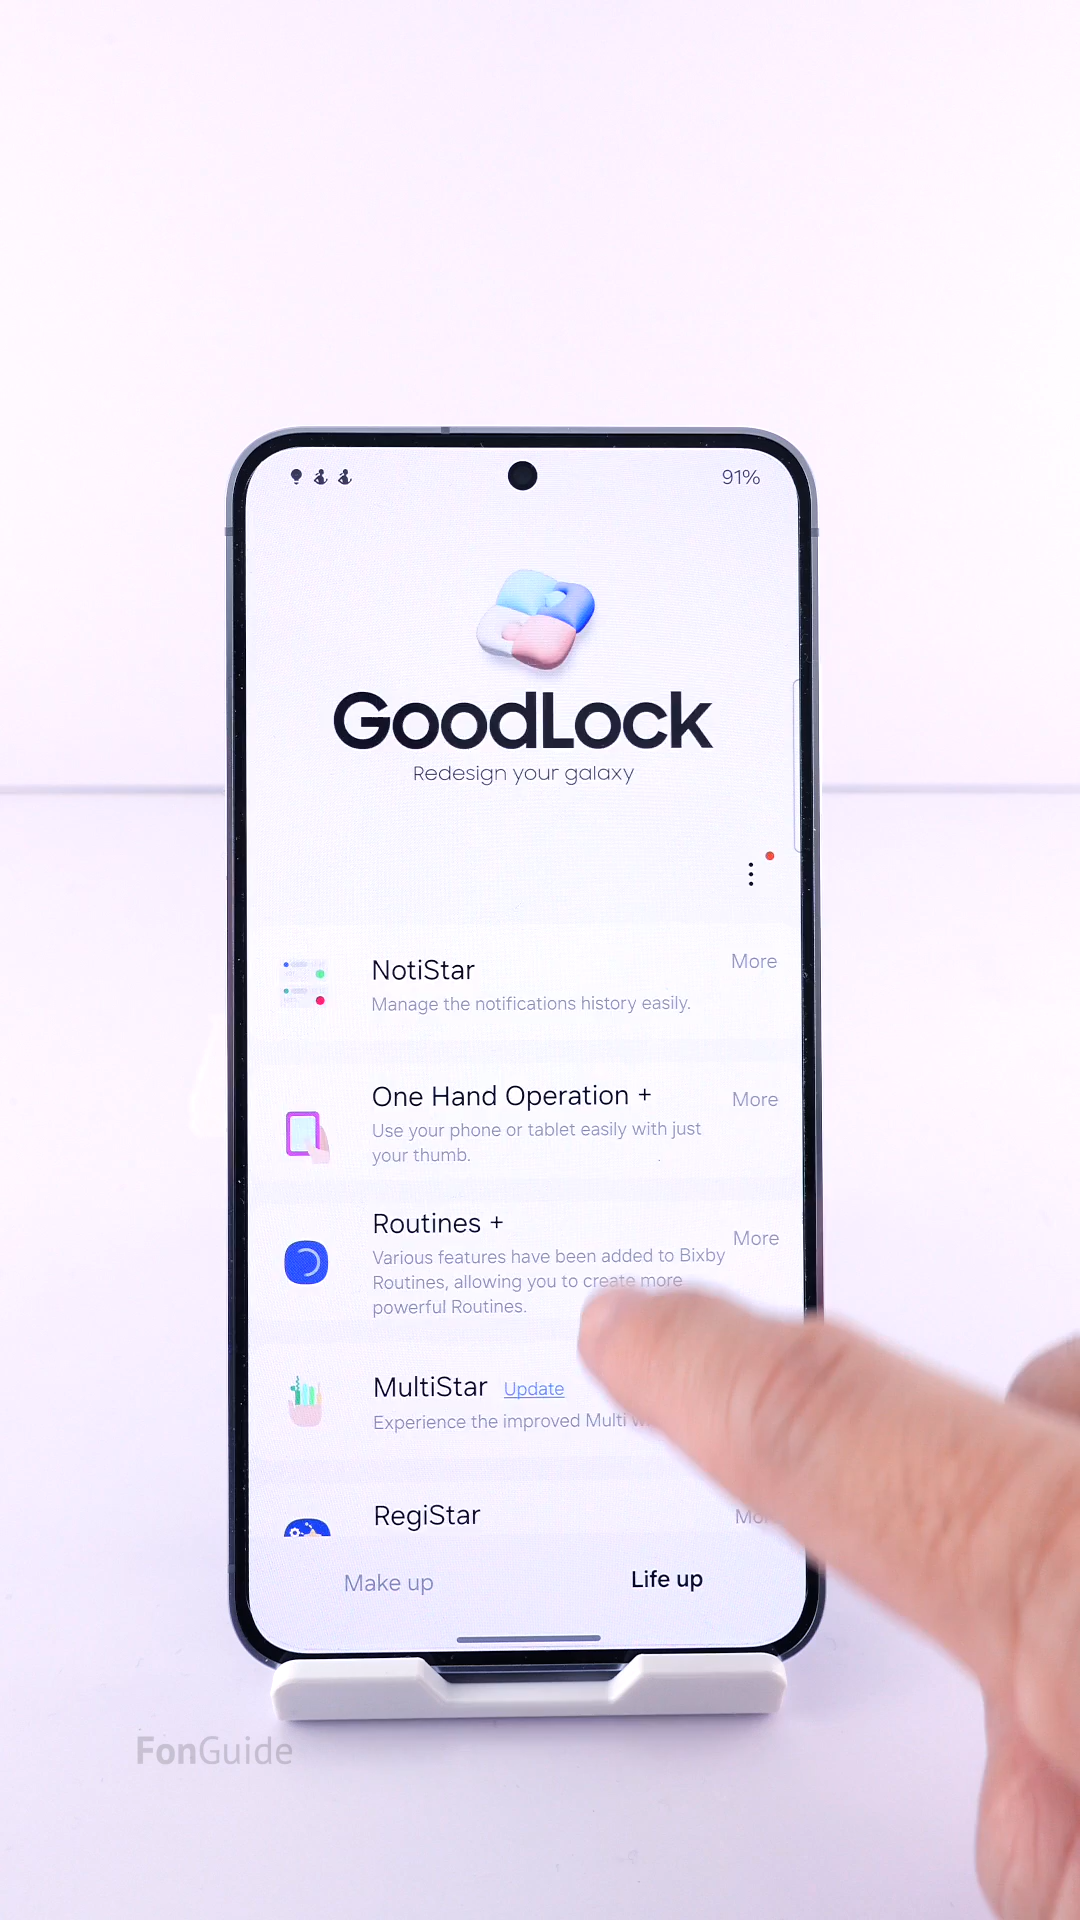 91%
GoodLock
Redesign your galaxy
NotiStar
More
Manage the notifications history easily.
One Hand Operation +
More
Use your phone or tablet easily with just
your thumb.
Routines +
More
Various features have been added to Bixby
Routines, allowing you to create more
powerful Routines.
MultiStar Update
Experience the improved Multi
RegiStar
Make up
Life up
FonGuide